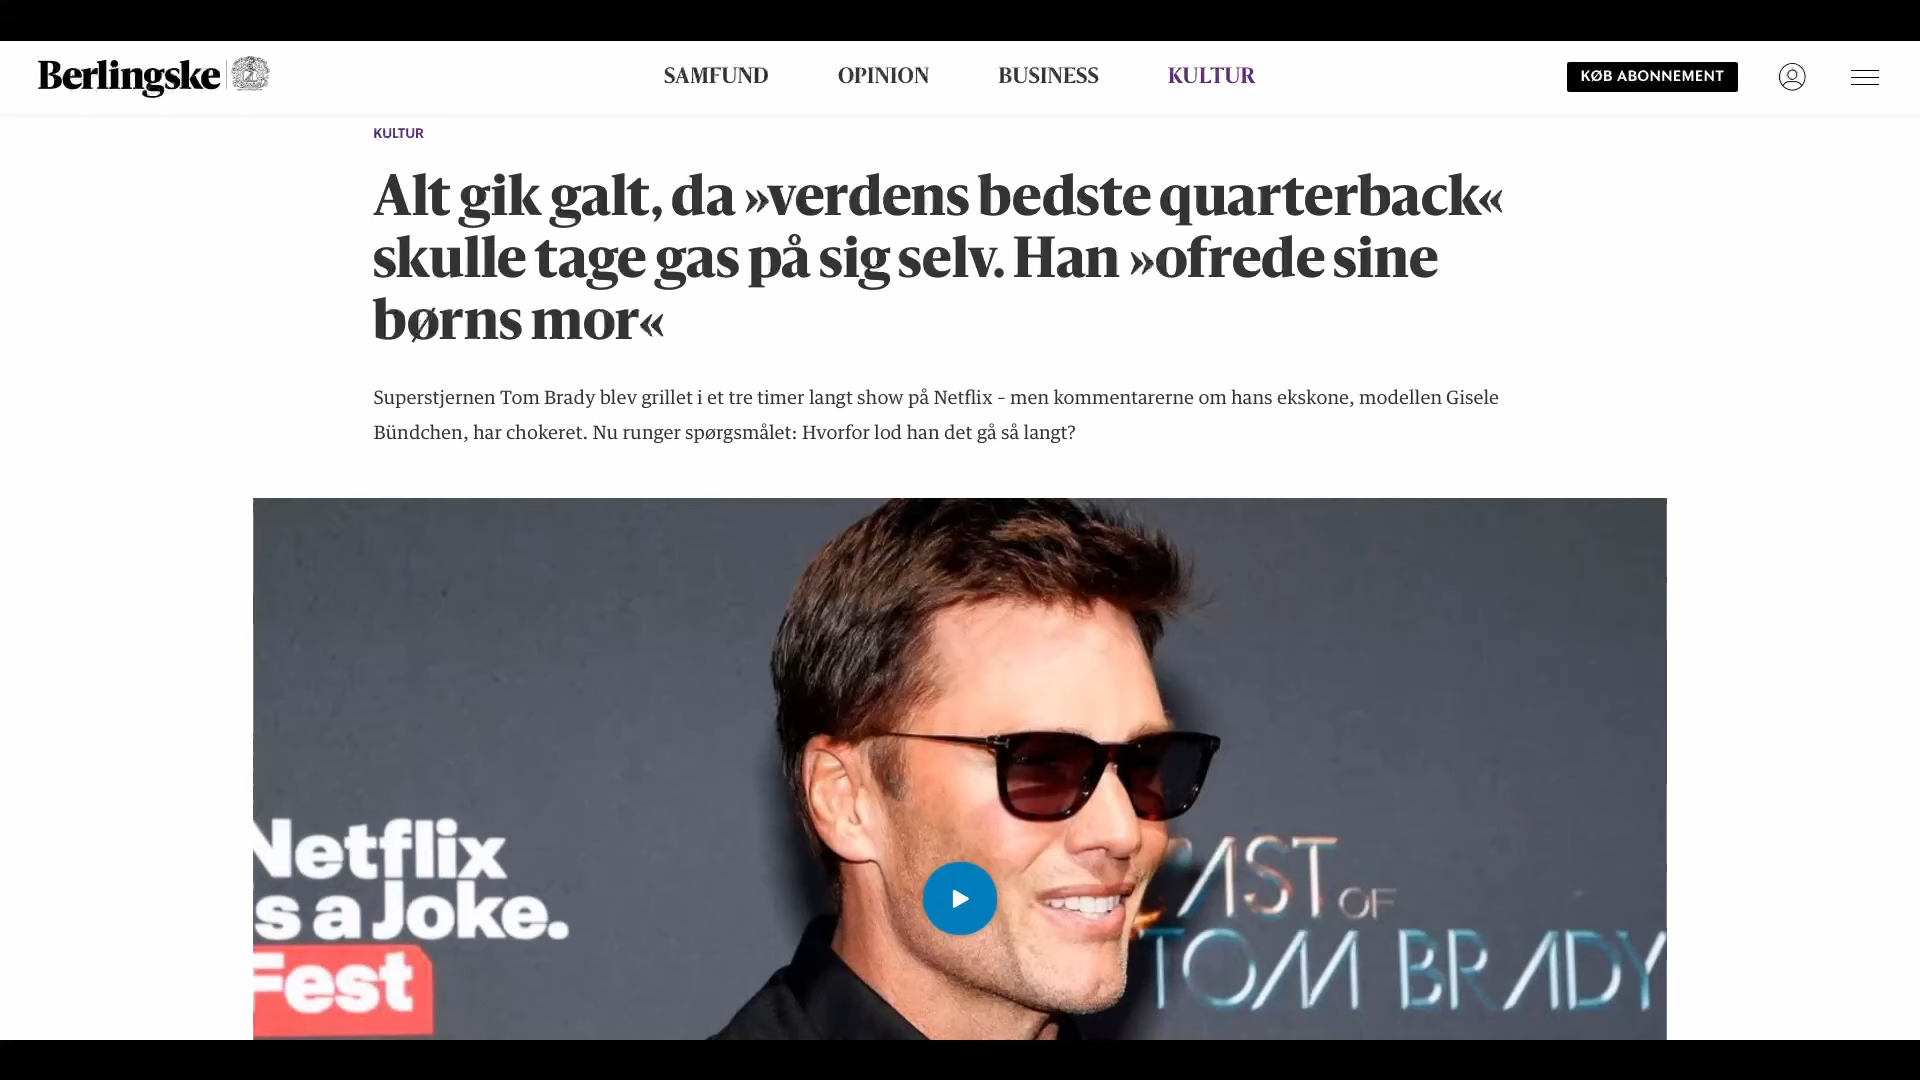 Berlingske
SAMFUND
OPINION
BUSINESS
KULTUR
KØB ABONNEMENT
KULTUR
Alt gik galt, da »verdens bedste quarterback«
skulle tage gas på sig selv. Han »ofrede sine
børns mor«
Superstjernen Tom Brady blev grillet i et tre timer langt show på Netflix – men kommentarerne om hans ekskone, modellen Gisele
Bündchen, har chokeret. Nu runger spørgsmålet: Hvorfor lod han det gå så langt?
Netflix
s a Joke.
Fest
AST OF
TOM BRADY